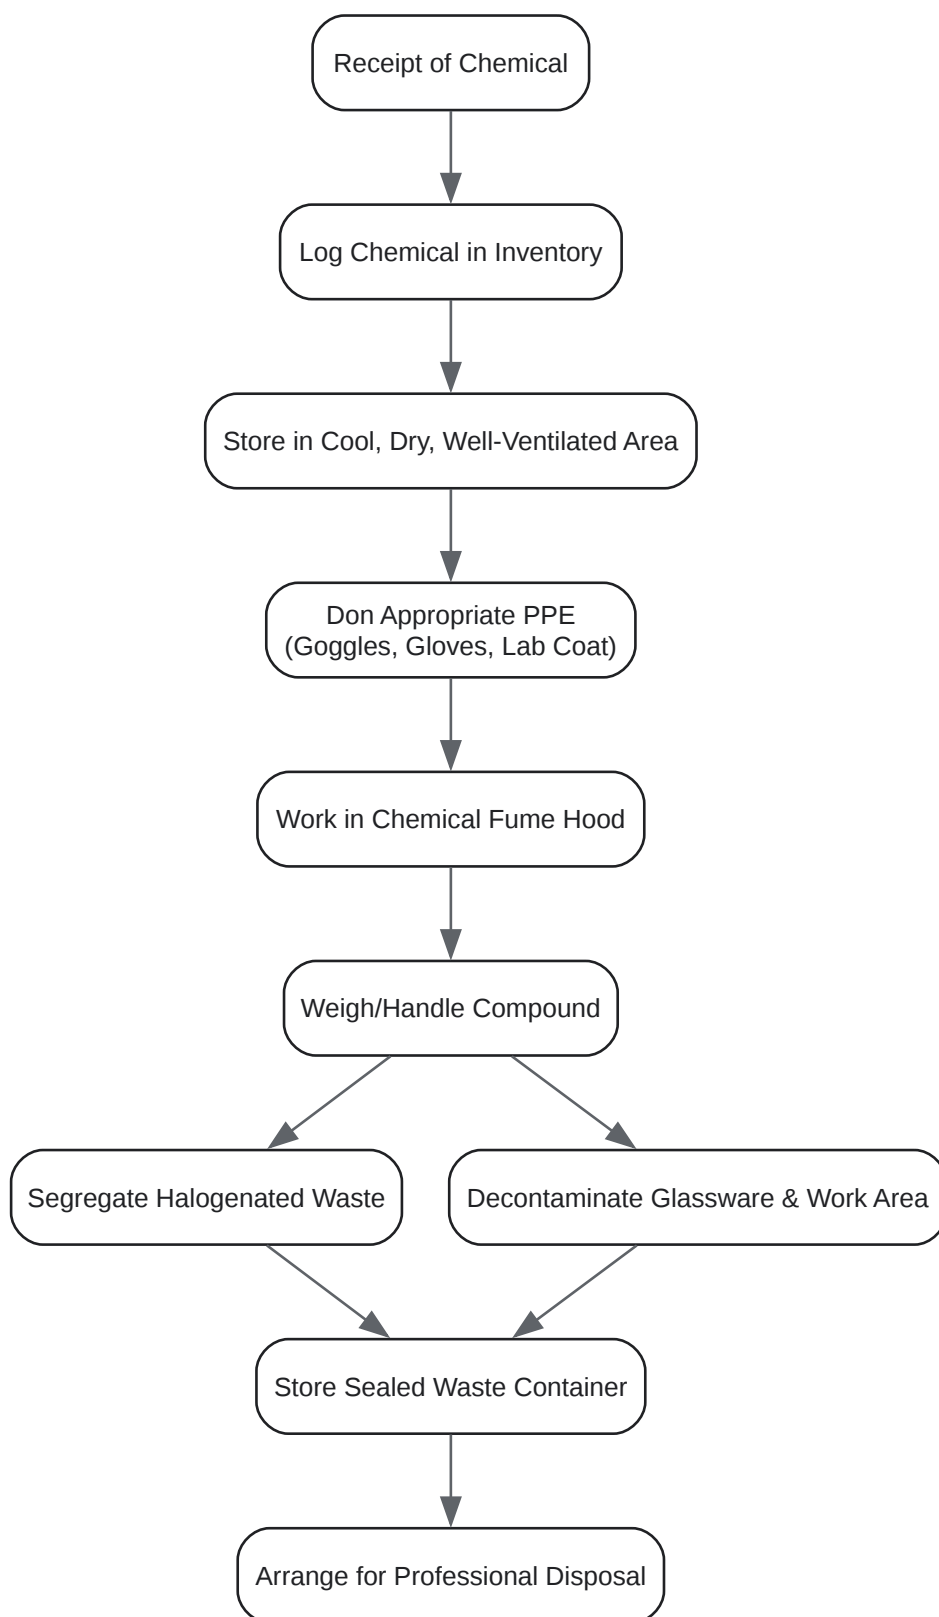 Receipt of Chemical
Log Chemical in Inventory
Store in Cool, Dry, Well-Ventilated Area
Don Appropriate PPE
(Goggles, Gloves, Lab Coat)
Work in Chemical Fume Hood
Weigh/Handle Compound
Segregate Halogenated Waste
Decontaminate Glassware & Work Area
Store Sealed Waste Container
Arrange for Professional Disposal